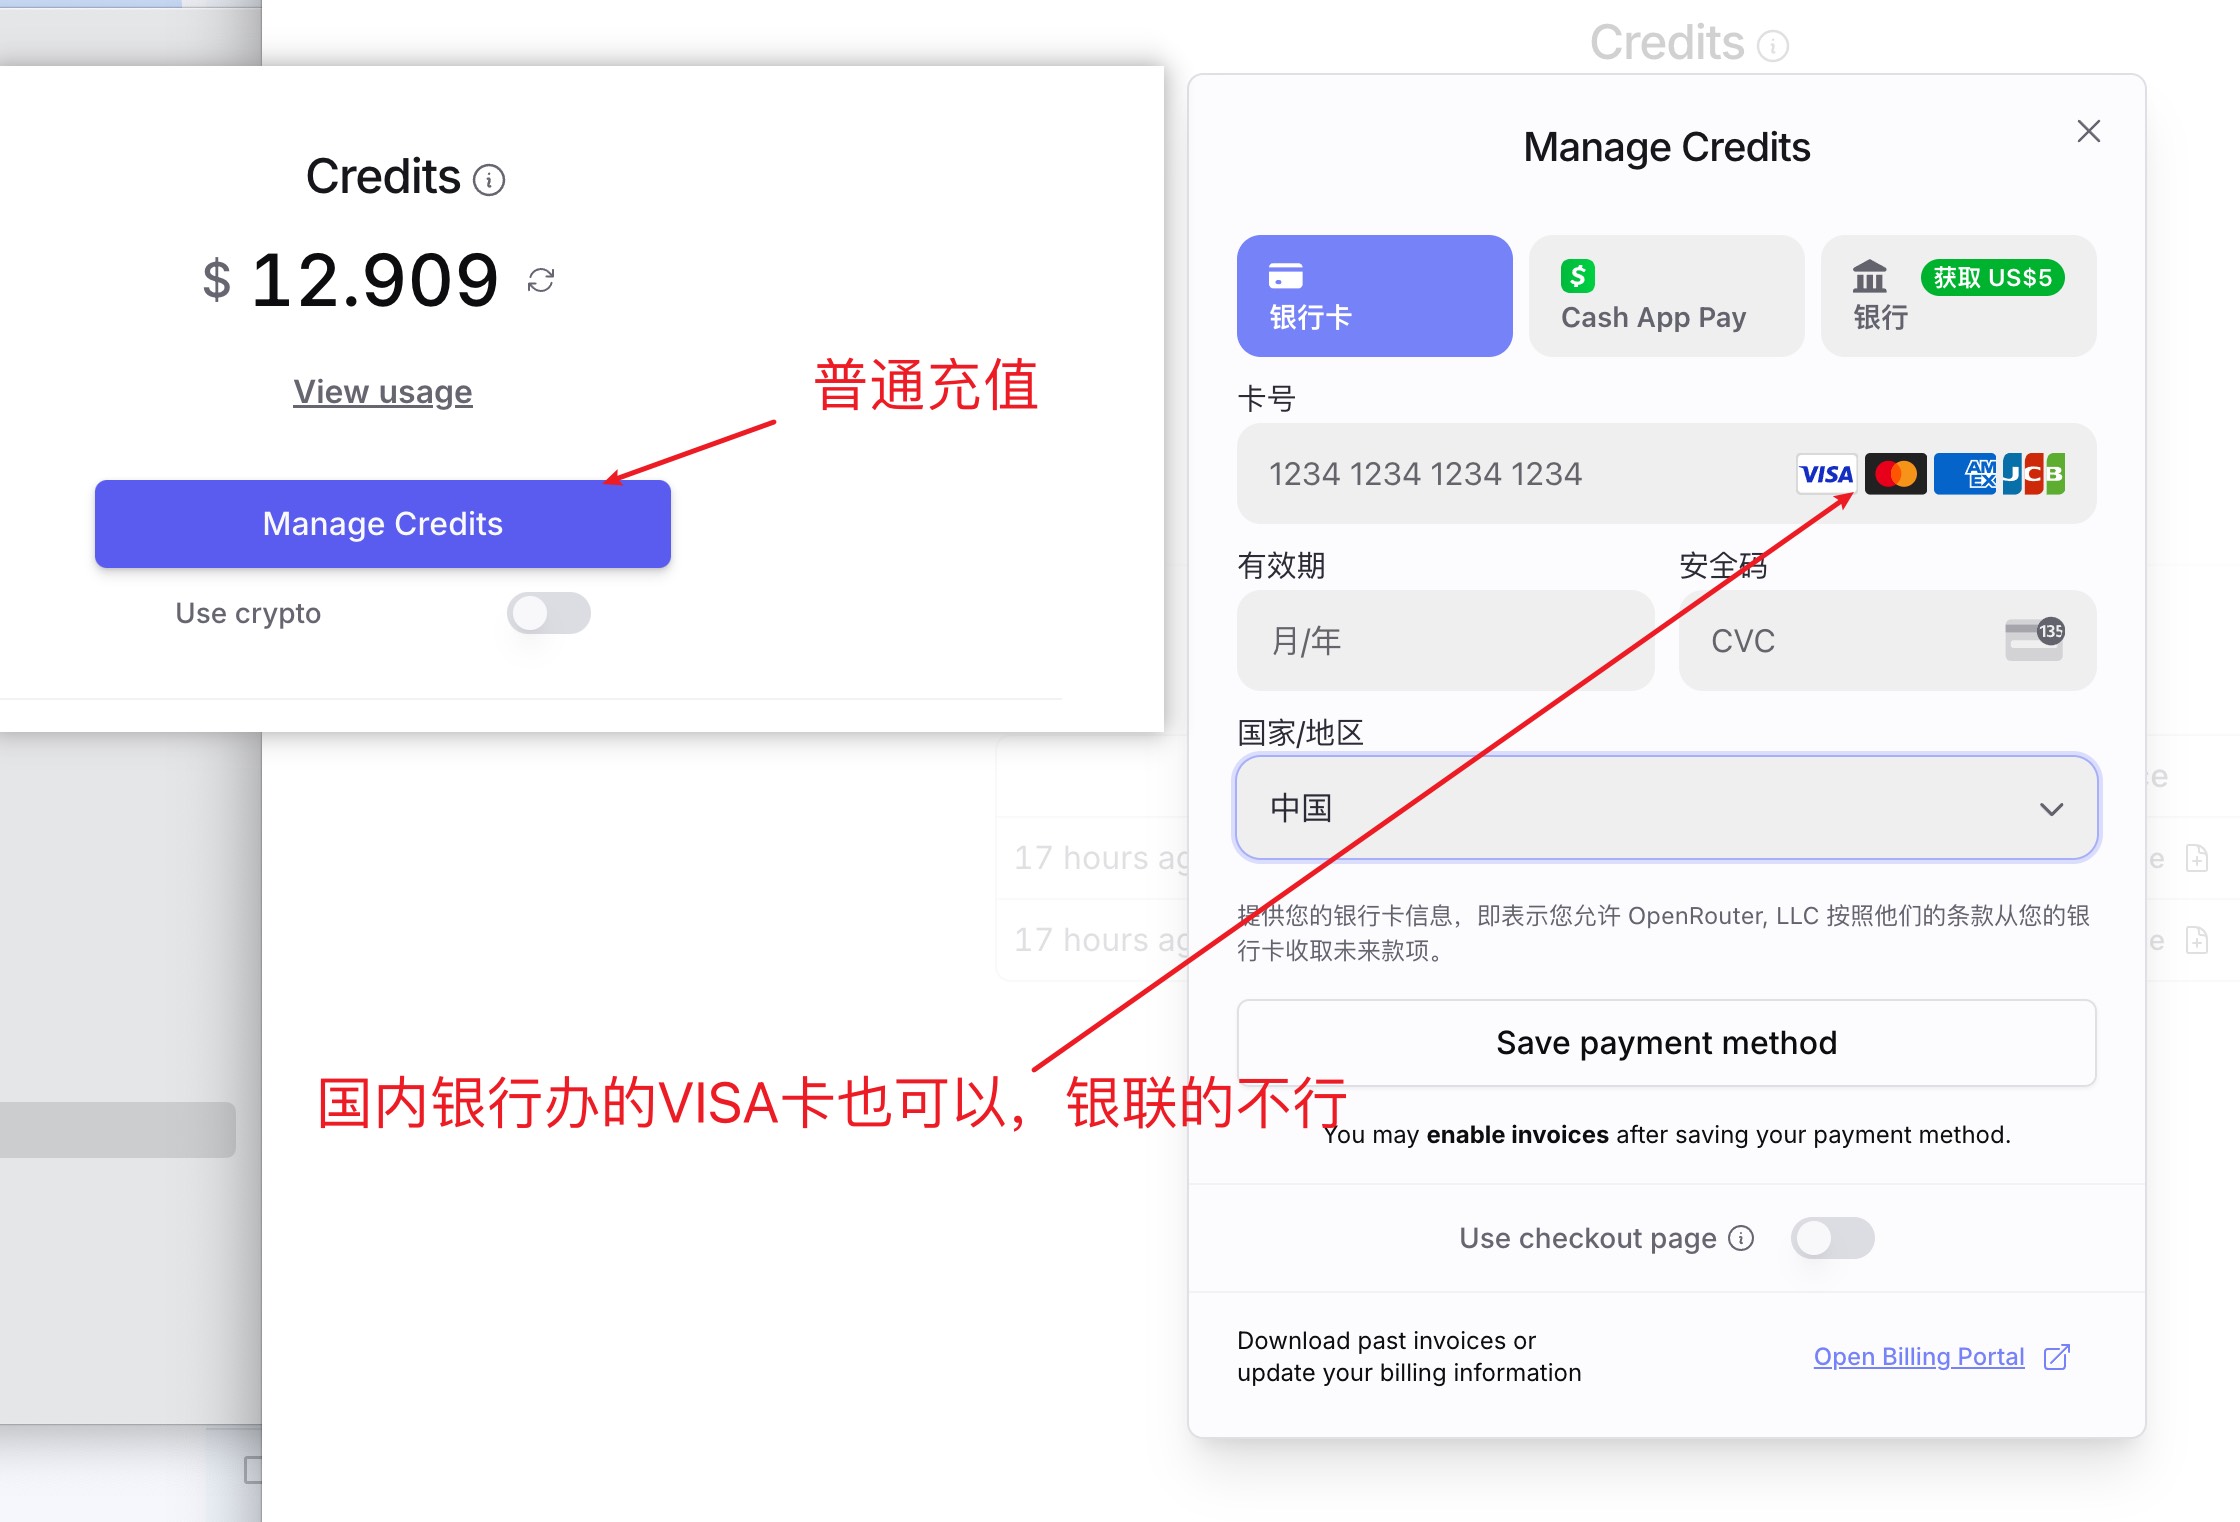 Credits
Credits
$ 12.909
View usage
普通充值
Manage Credits
Use crypto
17 hours ag
17 hours ag
国内银行办的VISA卡也可以，银联的不行
Manage Credits
银行卡
Cash App Pay
获取 US$5
银行
卡号
1234 1234 1234 1234
VISA
AMEX
JCB
有效期
安全码
月/年
CVC
135
国家/地区
中国
提供您的银行卡信息，即表示您允许 OpenRouter, LLC 按照他们的条款从您的银
行卡收取未来款项。
Save payment method
You may enable invoices after saving your payment method.
Use checkout page
Download past invoices or
update your billing information
Open Billing Portal